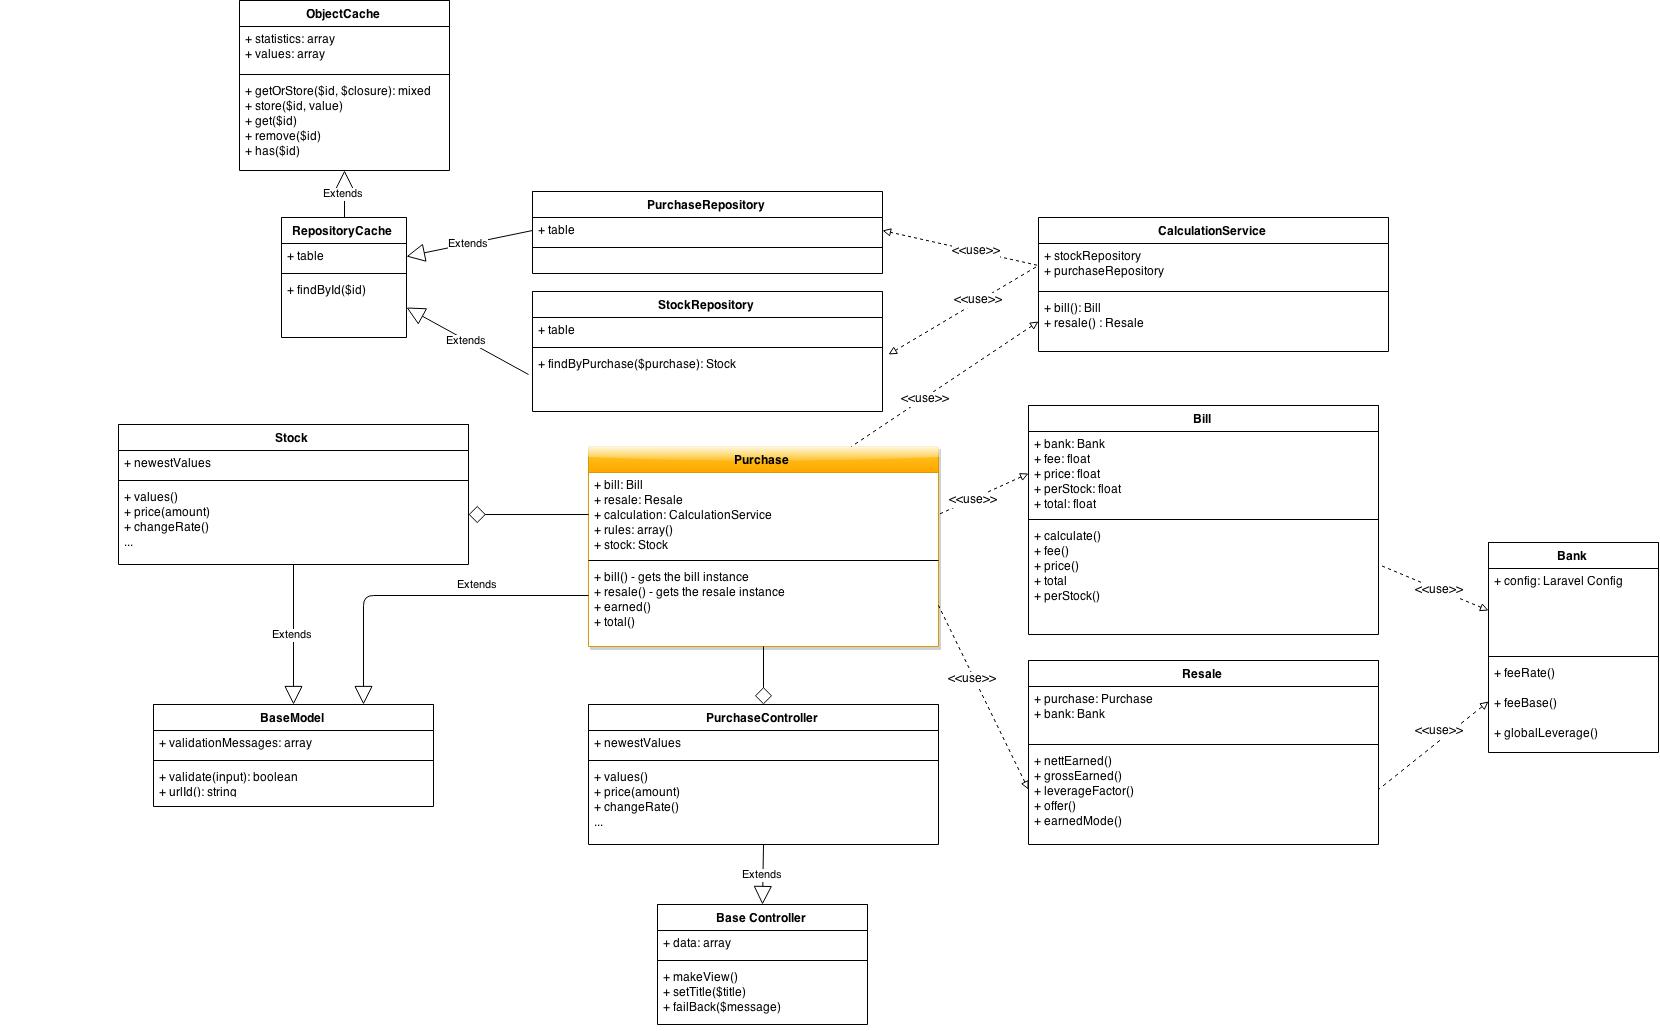 ObjectCache
+ statistics: array
+ values: array
+ getOrStore($id, $closure): mixed
+ store($id, value)
+ get($id)
+ remove($id)
+ has($id)
Extends
RepositoryCache
+ table
+ findById($id)
Extends
Extends
PurchaseRepository
+ table
StockRepository
+ table
+ findByPurchase($purchase): Stock
<<use>>
<<use>>
<<use>>
CalculationService
+ stockRepository
+ purchaseRepository
+ bill(): Bill
+ resale() : Resale
Stock
+ newestValues
+ values()
+ price(amount)
+ changeRate()
...
Extends
Extends
Purchase
+ bill: Bill
+ resale: Resale
+ calculation: CalculationService
+ rules: array()
+ stock: Stock
+ bill() - gets the bill instance
+ resale() - gets the resale instance
+ earned()
+ total()
<<use>>
<<use>>
Bill
+ bank: Bank
+ fee: float
+ price: float
+ perStock: float
+ total: float
+ calculate()
+ fee()
+ price()
+ total
+ perStock()
<<use>>
<<use>>
Bank
+ config: Laravel Config
+ feeRate()
+ feeBase()
+ globalLeverage()
Resale
+ purchase: Purchase
+ bank: Bank
+ nettEarned()
+ grossEarned()
+ leverageFactor()
+ offer()
+ earnedMode()
BaseModel
+ validationMessages: array
+ validate(input): boolean
+ urlId(): string
PurchaseController
+ newestValues
+ values()
+ price(amount)
+ changeRate()
...
Extends
Base Controller
+ data: array
+ makeView()
+ setTitle($title)
+ failBack($message)